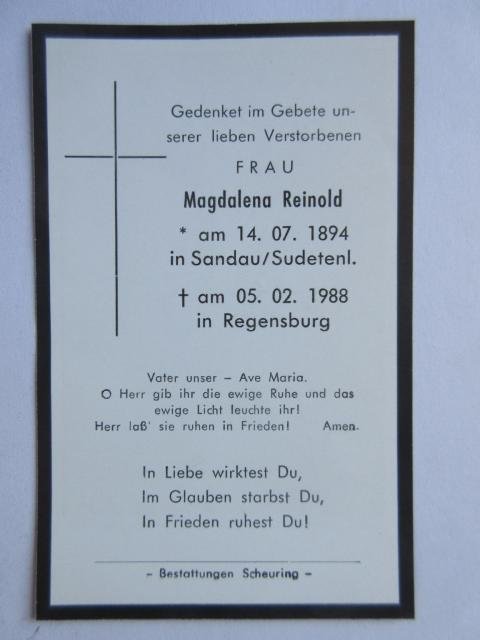 Gedenket im Gebete un-
serer lieben Verstorbenen
FRAU
Magdalena Reinold
* am 14. 07. 1894
in Sandau/Sudetenl.
† am 05. 02. 1988
in Regensburg
Vater unser – Ave Maria.
O Herr gib ihr die ewige Ruhe und das
ewige Licht leuchte ihr!
Herr laß' sie ruhen in Frieden! Amen.
In Liebe wirktest Du,
Im Glauben starbst Du,
In Frieden ruhest Du!
– Bestattungen Scheuring –